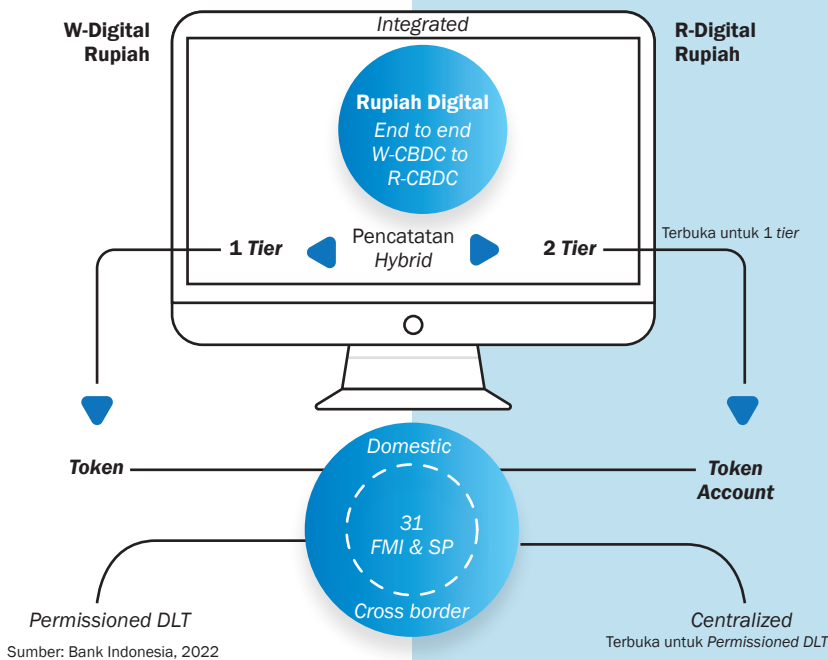 W-Digital
Rupiah
Integrated
R-Digital
Rupiah
Rupiah Digital
End to end
W-CBDC to
R-CBDC
1 Tier
Pencatatan
Hybrid
2 Tier
Terbuka untuk 1 tier
Token
Domestic
Token
Account
31
FMI & SP
Cross border
Permissioned DLT
Centralized
Terbuka untuk Permissioned DLT
Sumber: Bank Indonesia, 2022